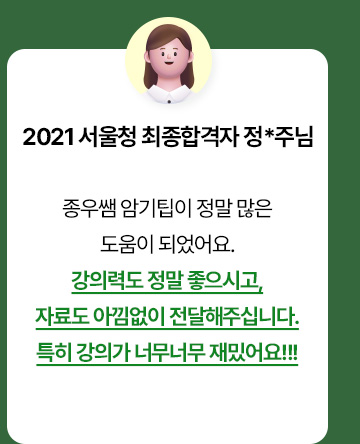 2021 서울청 최종합격자 정*주님
종우쌤 암기팁이 정말 많은
도움이 되었어요.
강의력도 정말 좋으시고,
자료도 아낌없이 전달해주십니다.
특히 강의가 너무너무 재밌어요!!!